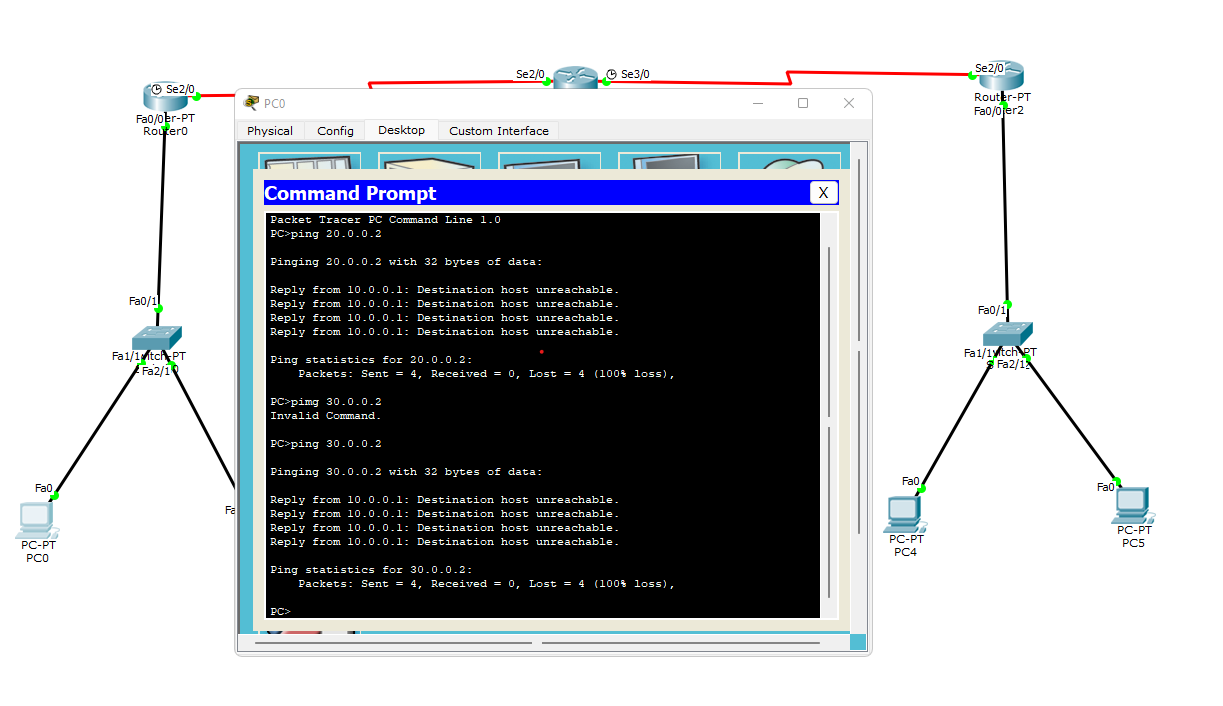 Se2/0
Se3/0
Se2/0
Se2/0
Router-PT
Fa0/0
er2
Fa0/0
er-PT
Router0
PC0
Physical
Config
Desktop
Custom Interface
Command Prompt
X
Packet Tracer PC Command Line 1.0
PC>ping 20.0.0.2
Pinging 20.0.0.2 with 32 bytes of data:
Reply from 10.0.0.1: Destination host unreachable.
Reply from 10.0.0.1: Destination host unreachable.
Reply from 10.0.0.1: Destination host unreachable.
Reply from 10.0.0.1: Destination host unreachable.
Ping statistics for 20.0.0.2:
Packets: Sent = 4, Received = 0, Lost = 4 (100% loss),
PC>pimg 30.0.0.2
Invalid Command.
PC>ping 30.0.0.2
Pinging 30.0.0.2 with 32 bytes of data:
Reply from 10.0.0.1: Destination host unreachable.
Reply from 10.0.0.1: Destination host unreachable.
Reply from 10.0.0.1: Destination host unreachable.
Reply from 10.0.0.1: Destination host unreachable.
Ping statistics for 30.0.0.2:
Packets: Sent = 4, Received = 0, Lost = 4 (100% loss),
PC>
Fa0/1
Fa1/1
itch-PT
Fa2/1
Fa0
PC-PT
PC0
Fa
Fa0/1
Fa1/1
itch-PT
Fa2/1
Fa0
PC-PT
PC4
Fa0
PC-PT
PC5